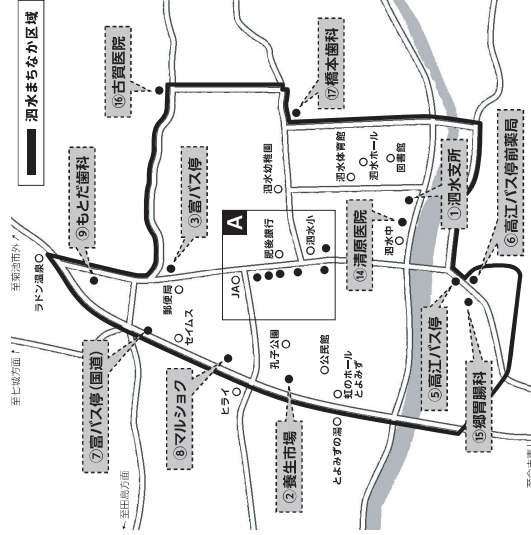 泗水まちなか区域
⑯古賀医院
⑰橋本歯科
⑨もとだ歯科
③富バス停
泗水幼稚園
泗水体育館
泗水ホール
図書館
①泗水支所
⑥高江バス停前薬局
至菊池市外→
ラドン温泉
A
肥後銀行
泗水小
⑭清原医院
泗水中
JA
郵便局
セイムス
至七城方面↑
⑦富バス停(国道)
⑧マルショク
孔子公園
公民館
虹のホール
とよみず
⑤高江バス停
⑮郷胃腸科
ヒライ
②養生市場
とよみずの湯
←至田島方面